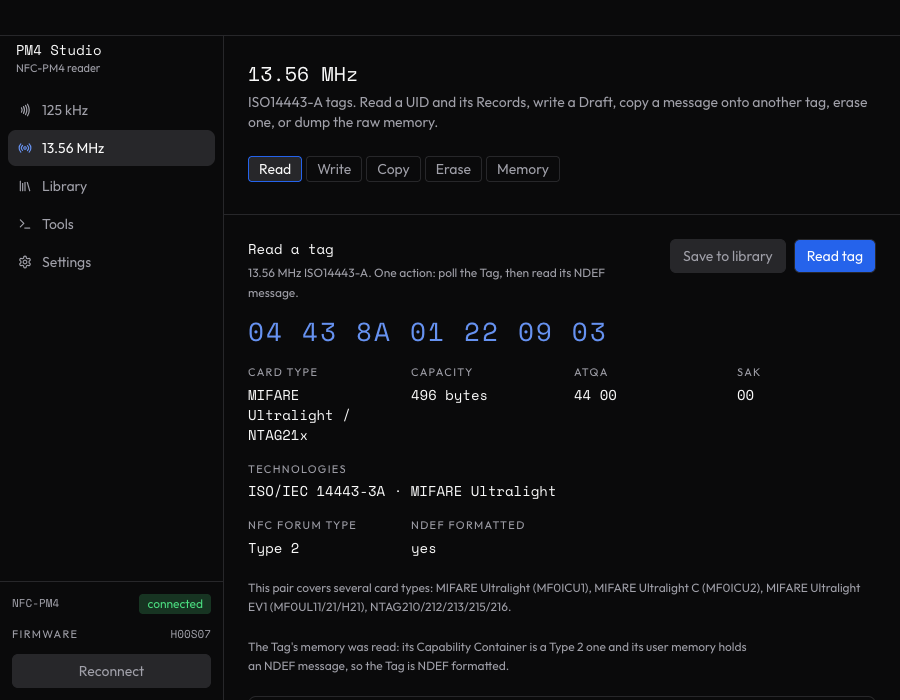 PM4 Studio
NFC-PM4 reader
125 kHz
13.56 MHz
Library
Tools
Settings
NFC-PM4
connected
FIRMWARE
H00S07
Reconnect
13.56 MHz
ISO14443-A tags. Read a UID and its Records, write a Draft, copy a message onto another tag, erase
one, or dump the raw memory.
Read
Write
Copy
Erase
Memory
Read a tag
13.56 MHz ISO14443-A. One action: poll the Tag, then read its NDEF
message.
Save to library
Read tag
04 43 8A 01 22 09 03
CARD TYPE
MIFARE
Ultralight /
NTAG21x
CAPACITY
496 bytes
ATQA
44 00
SAK
00
TECHNOLOGIES
ISO/IEC 14443-3A · MIFARE Ultralight
NFC FORUM TYPE
Type 2
NDEF FORMATTED
yes
This pair covers several card types: MIFARE Ultralight (MF0ICU1), MIFARE Ultralight C (MF0ICU2), MIFARE Ultralight
EV1 (MF0UL11/21/H21), NTAG210/212/213/215/216.
The Tag's memory was read: its Capability Container is a Type 2 one and its user memory holds
an NDEF message, so the Tag is NDEF formatted.